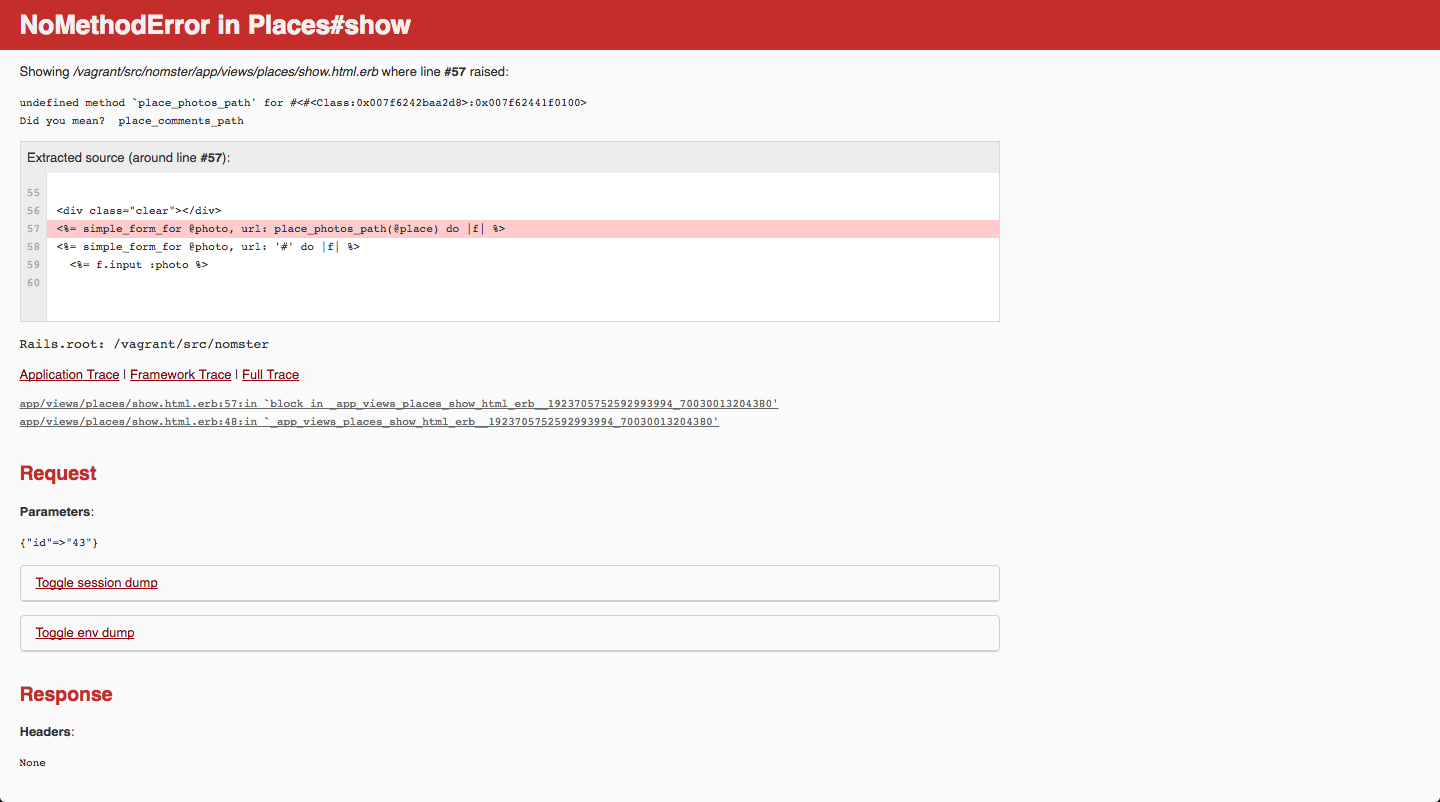 NoMethodError in Places#show
Showing /vagrant/src/nomster/app/views/places/show.html.erb where line #57 raised:
undefined method `place_photos_path' for #<#<Class:0x007f6242baa2d8>:0x007f62441f0100>
Did you mean?  place_comments_path
Extracted source (around line #57):
55
56 <div class="clear"></div>
57 <%= simple_form_for @photo, url: place_photos_path(@place) do |f| %>
58 <%= simple_form_for @photo, url: '#' do |f| %>
59   <%= f.input :photo %>
60
Rails.root: /vagrant/src/nomster
Application Trace | Framework Trace | Full Trace
app/views/places/show.html.erb:57:in `block in _app_views_places_show_html_erb__1923705752592993994_70030013204380'
app/views/places/show.html.erb:48:in `_app_views_places_show_html_erb__1923705752592993994_70030013204380'
Request
Parameters:
{"id"=>"43"}
Toggle session dump
Toggle env dump
Response
Headers:
None